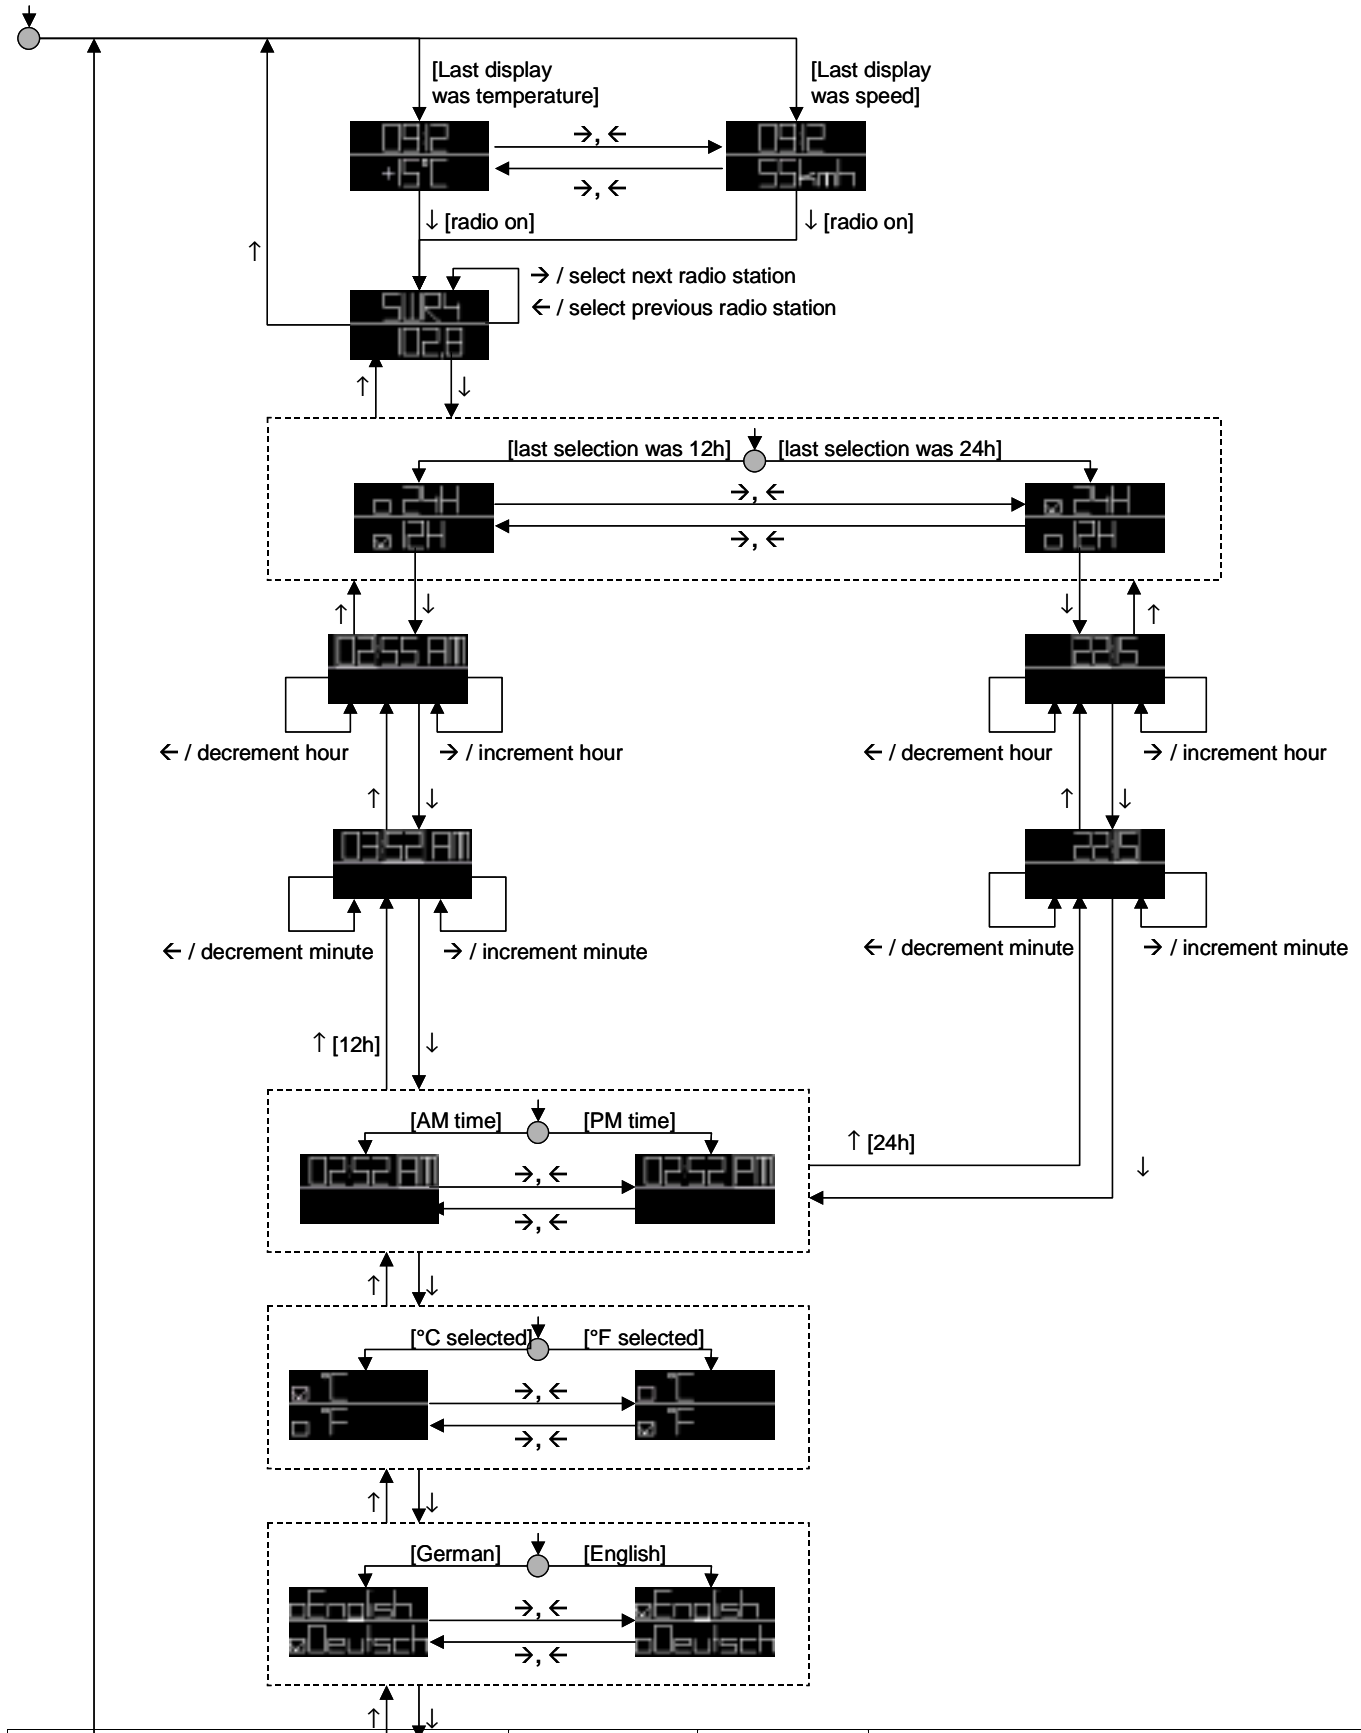 [Last display
was temperature]
[Last display
was speed]
09:12
+15°C
→, ←
→, ←
09:12
55kmh
↓ [radio on]
↓ [radio on]
↑
→ / select next radio station
← / select previous radio station
SWR4
102,8
↑
↓
[last selection was 12h]
[last selection was 24h]
24H
12H
→, ←
→, ←
24H
12H
↑
↓
↓
↑
02:55 AM
22:15
← / decrement hour
→ / increment hour
← / decrement hour
→ / increment hour
↑
↓
↑
↓
03:52 AM
22:15
← / decrement minute
→ / increment minute
← / decrement minute
→ / increment minute
↑ [12h]
↓
[AM time]
[PM time]
↑ [24h]
↓
02:52 AM
→, ←
→, ←
02:52 PM
↑
↓
[°C selected]
[°F selected]
°C
°F
→, ←
→, ←
°C
°F
↑
↓
[German]
[English]
English
Deutsch
→, ←
→, ←
English
Deutsch
↑
↓